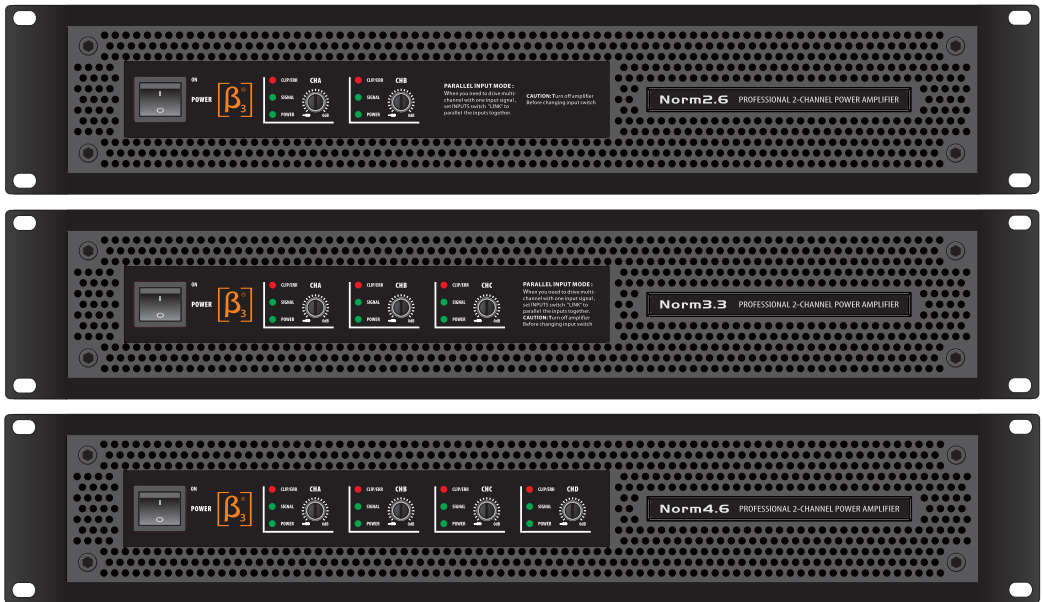 ON
POWER
[β3]®
CLIP/ERR CHA
SIGNAL
POWER 0dB
CLIP/ERR CHB
SIGNAL
POWER 0dB
PARALLEL INPUT MODE :
When you need to drive multi-
channel with one input signal,
set INPUTS switch "LINK" to
parallel the inputs together.
CAUTION: Turn off amplifier
Before changing input switch
Norm2.6 PROFESSIONAL 2-CHANNEL POWER AMPLIFIER
ON
POWER
[β3]®
CLIP/ERR CHA
SIGNAL
POWER 0dB
CLIP/ERR CHB
SIGNAL
POWER 0dB
CLIP/ERR CHC
SIGNAL
POWER 0dB
PARALLEL INPUT MODE :
When you need to drive multi-
channel with one input signal,
set INPUTS switch "LINK" to
parallel the inputs together.
CAUTION: Turn off amplifier
Before changing input switch
Norm3.3 PROFESSIONAL 2-CHANNEL POWER AMPLIFIER
ON
POWER
[β3]®
CLIP/ERR CHA
SIGNAL
POWER 0dB
CLIP/ERR CHB
SIGNAL
POWER 0dB
CLIP/ERR CHC
SIGNAL
POWER 0dB
CLIP/ERR CHD
SIGNAL
POWER 0dB
Norm4.6 PROFESSIONAL 2-CHANNEL POWER AMPLIFIER